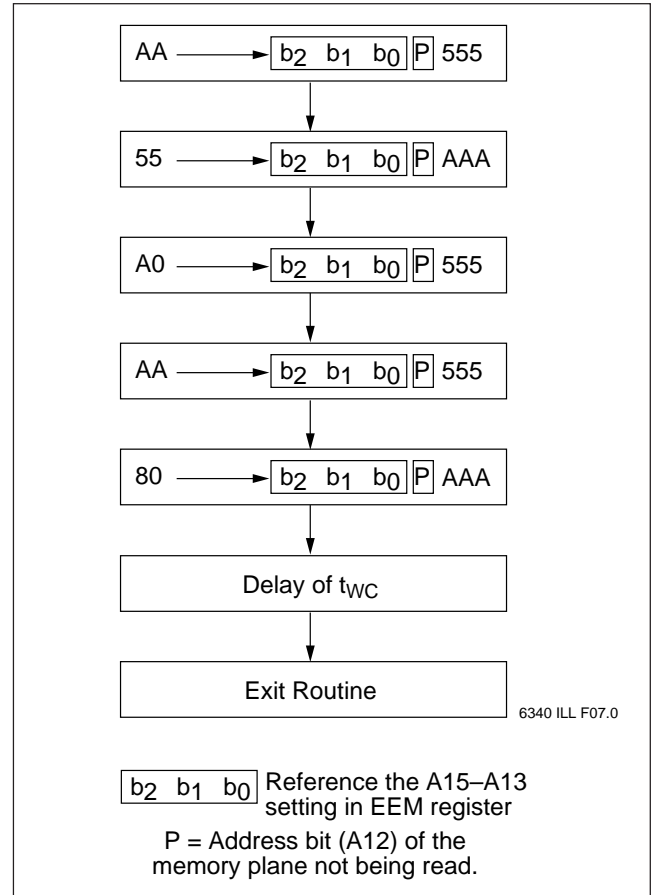 AA b2 b1 b0 P 555
55 b2 b1 b0 P AAA
A0 b2 b1 b0 P 555
AA b2 b1 b0 P 555
80 b2 b1 b0 P AAA
Delay of tWC
Exit Routine
6340 ILL F07.0
b2 b1 b0 Reference the A15–A13
setting in EEM register
P = Address bit (A12) of the
memory plane not being read.